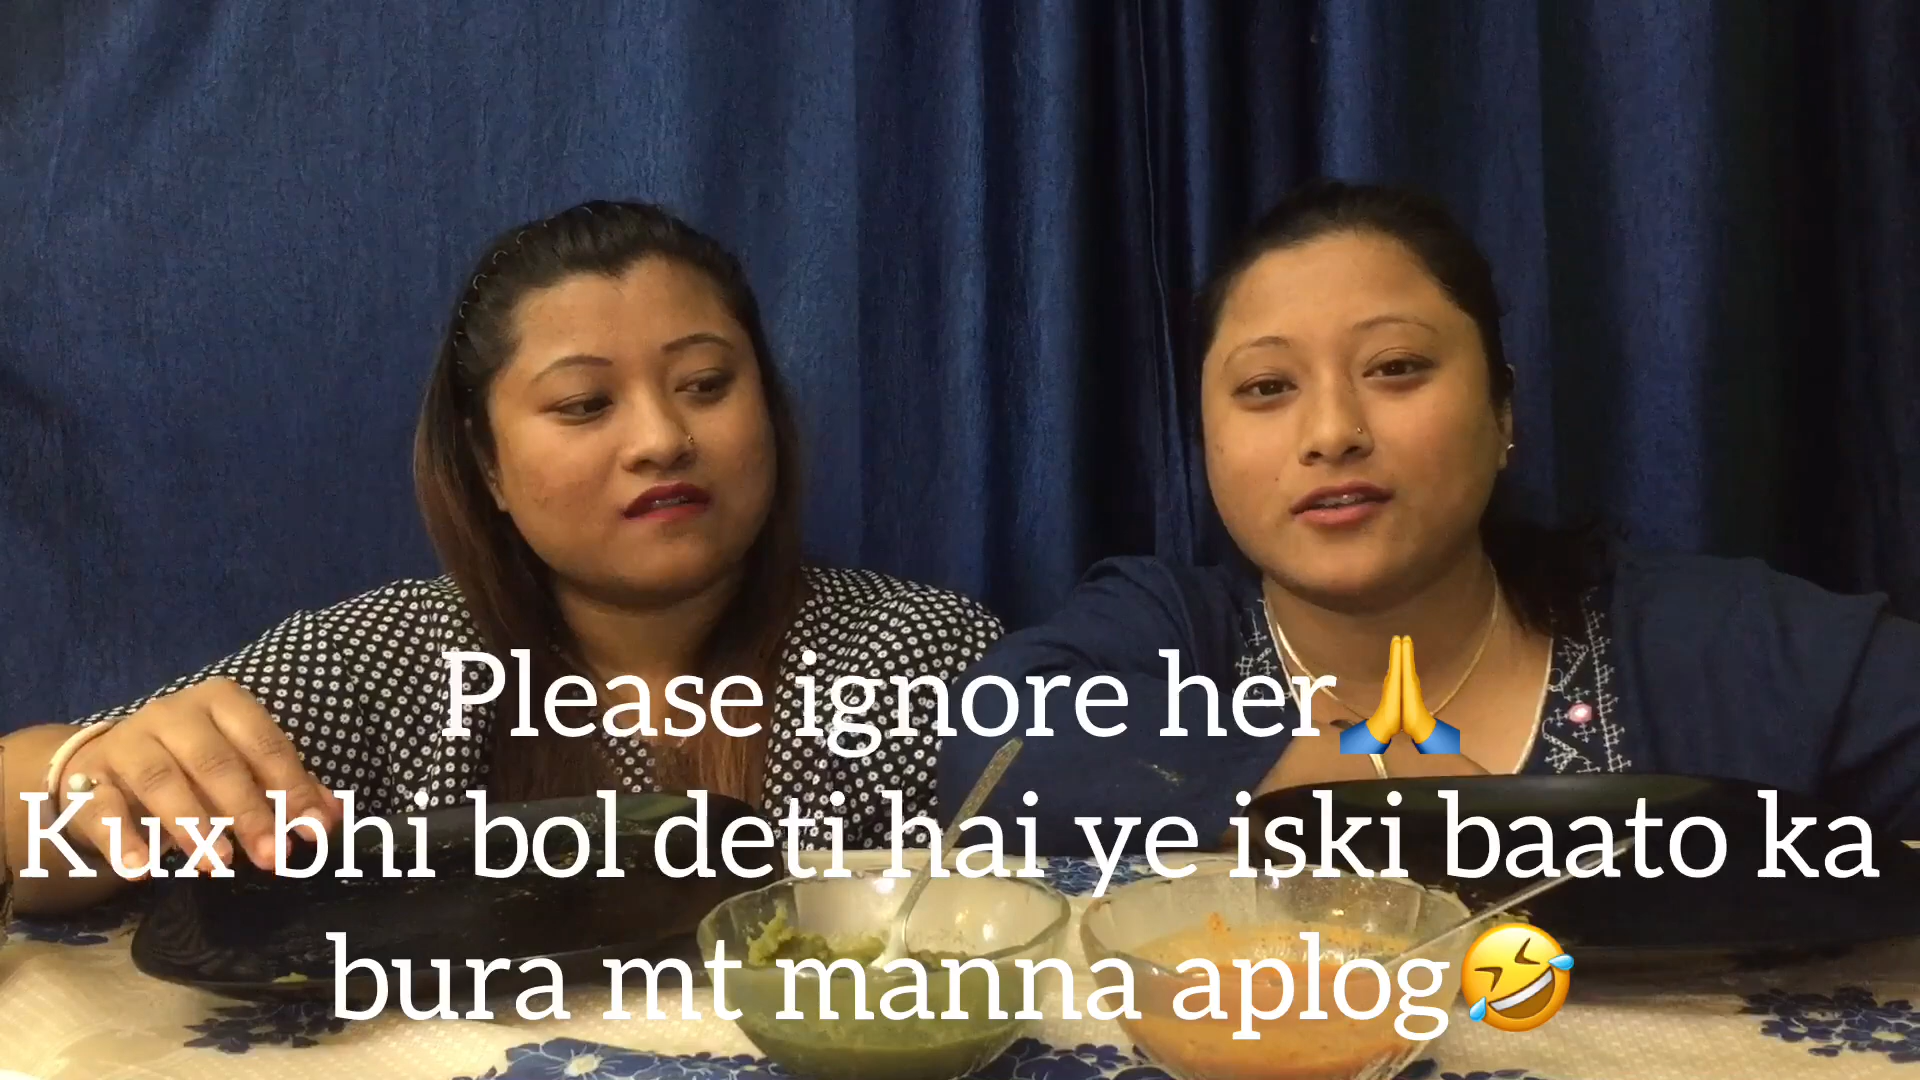 Please ignore her🙏
Kux bhi bol deti hai ye iski baato ka
bura mt manna aplog🤣